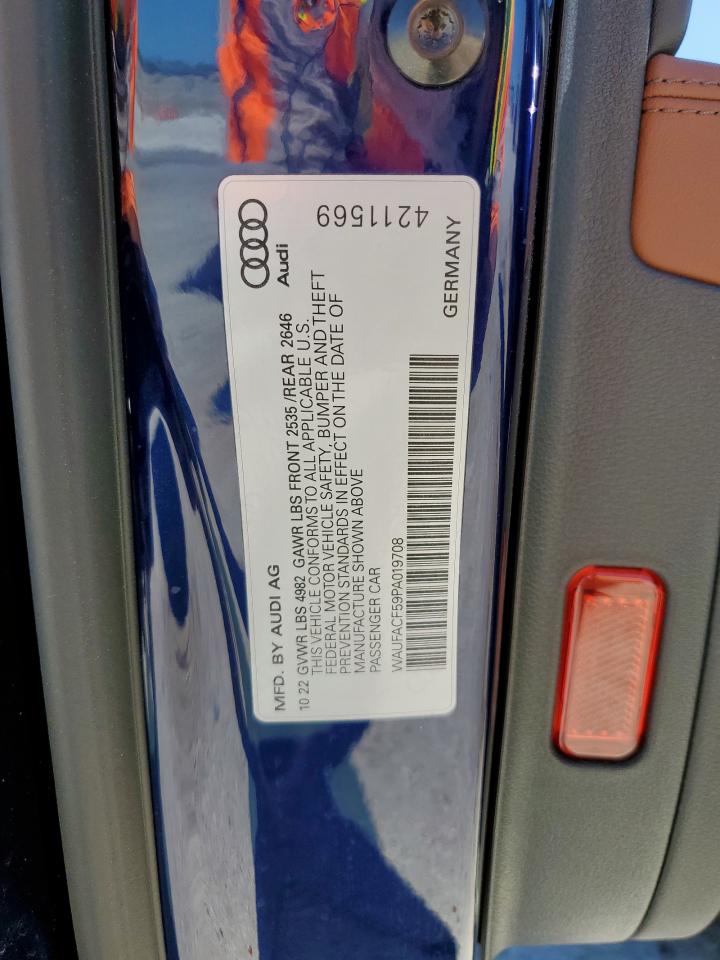 Audi
4211569
MFD. BY AUDI AG
10.22 GVWR LBS 4982 GAWR LBS FRONT 2535 /REAR 2646
THIS VEHICLE CONFORMS TO ALL APPLICABLE U.S.
FEDERAL MOTOR VEHICLE SAFETY, BUMPER AND THEFT
PREVENTION STANDARDS IN EFFECT ON THE DATE OF
MANUFACTURE SHOWN ABOVE
PASSENGER CAR
WAUFACF59PA019708
GERMANY